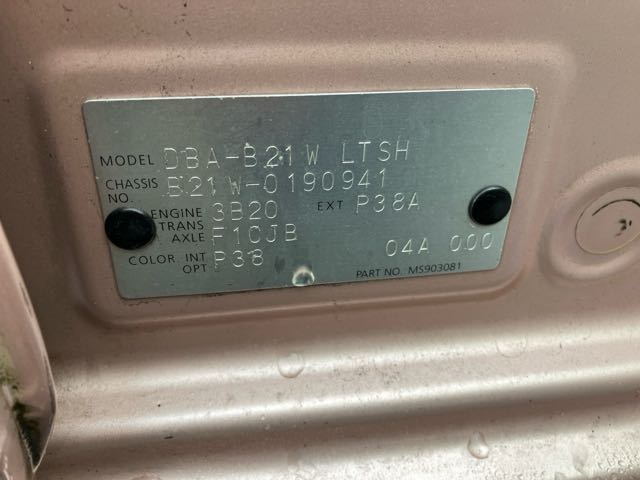 MODEL DBA-B21W LTSH
CHASSIS NO. B21W-0190941
ENGINE 3B20 EXT P38A
TRANS AXLE F1CJB
COLOR. INT OPT P38 04A 000
PART NO. MS903081